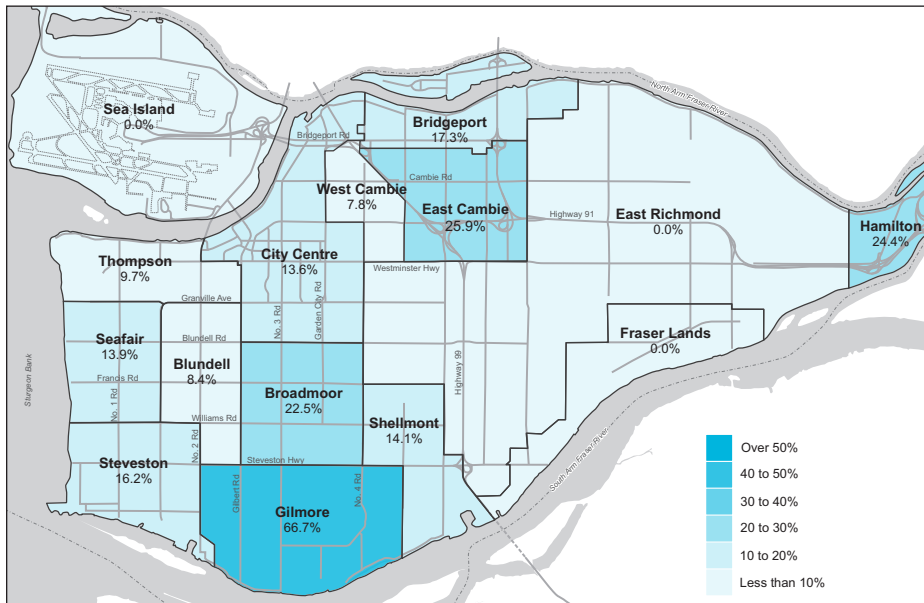 North Arm Fraser River
Sea Island
0.0%
Bridgeport
17.3%
Bridgeport Rd
Cambie Rd
West Cambie
7.8%
East Cambie
25.9%
Highway 91
East Richmond
0.0%
Hamilton
24.4%
Thompson
9.7%
City Centre
13.6%
Westminster Hwy
Granville Ave
No. 3 Rd
Garden City Rd
Seafair
13.9%
Blundell Rd
Blundell
8.4%
Fraser Lands
0.0%
Highway 99
Sturgeon Bank
Francis Rd
No. 1 Rd
Broadmoor
22.5%
Williams Rd
Shellmont
14.1%
Steveston
16.2%
No. 2 Rd
Steveston Hwy
Gilbert Rd
No. 4 Rd
Gilmore
66.7%
South Arm Fraser River
Over 50%
40 to 50%
30 to 40%
20 to 30%
10 to 20%
Less than 10%